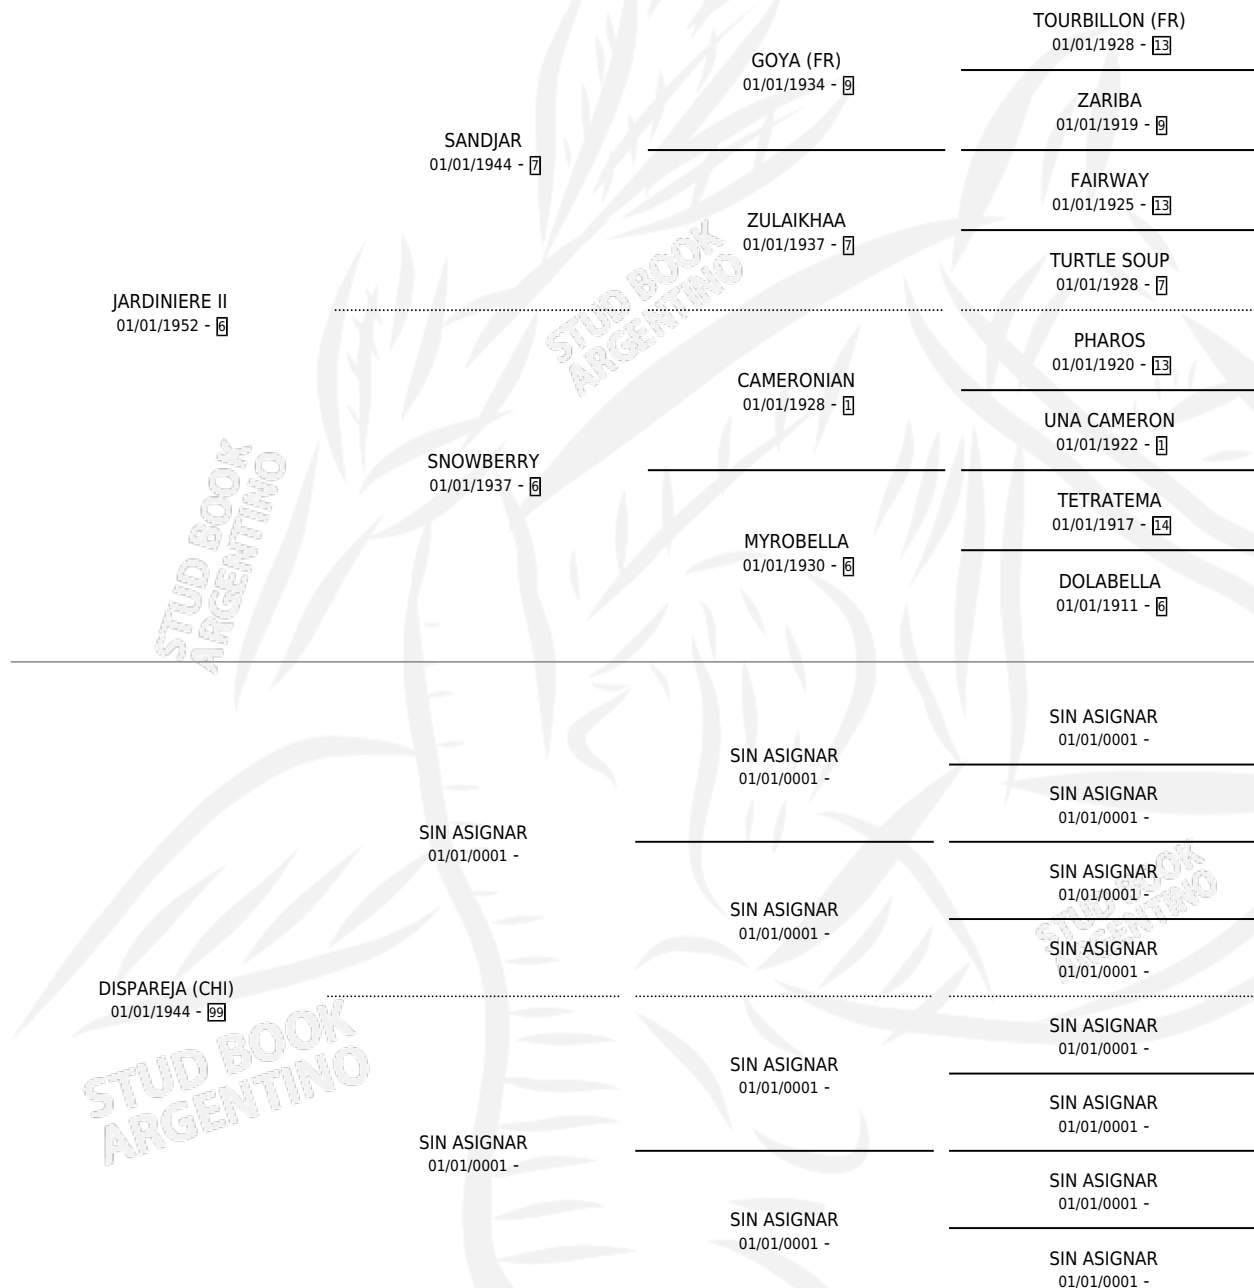 TOURBILLON (FR)
01/01/1928 - 13
GOYA (FR)
01/01/1934 - 9
ZARIBA
01/01/1919 - 9
SANDJAR
01/01/1944 - 7
FAIRWAY
01/01/1925 - 13
ZULAIKHAA
01/01/1937 - 7
TURTLE SOUP
01/01/1928 - 7
JARDINIERE II
01/01/1952 - 6
STUD BOOK
ARGENTINO
PHAROS
01/01/1920 - 13
CAMERONIAN
01/01/1928 - 1
UNA CAMERON
01/01/1922 - 1
SNOWBERRY
01/01/1937 - 6
TETRATEMA
01/01/1917 - 14
MYROBELLA
01/01/1930 - 6
DOLABELLA
01/01/1911 - 6
STUD BOOK
ARGENTINO
SIN ASIGNAR
01/01/0001 -
SIN ASIGNAR
01/01/0001 -
SIN ASIGNAR
01/01/0001 -
SIN ASIGNAR
01/01/0001 -
SIN ASIGNAR
01/01/0001 -
SIN ASIGNAR
01/01/0001 -
SIN ASIGNAR
01/01/0001 -
STUD BOOK
ARGENTINO
DISPAREJA (CHI)
01/01/1944 - 99
SIN ASIGNAR
01/01/0001 -
SIN ASIGNAR
01/01/0001 -
SIN ASIGNAR
01/01/0001 -
SIN ASIGNAR
01/01/0001 -
SIN ASIGNAR
01/01/0001 -
SIN ASIGNAR
01/01/0001 -
SIN ASIGNAR
01/01/0001 -
STUD BOOK
ARGENTINO